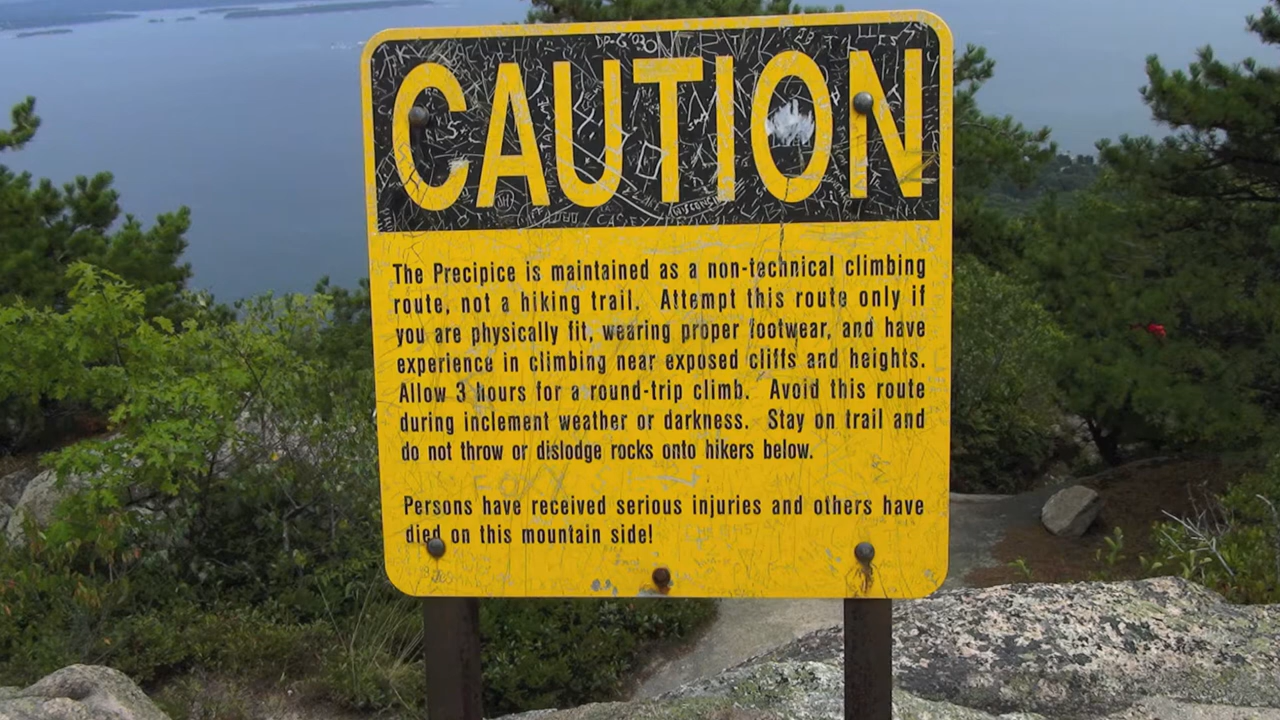 CAUTION
The Precipice is maintained as a non-technical climbing
route, not a hiking trail. Attempt this route only if
you are physically fit, wearing proper footwear, and have
experience in climbing near exposed cliffs and heights.
Allow 3 hours for a round-trip climb. Avoid this route
during inclement weather or darkness. Stay on trail and
do not throw or dislodge rocks onto hikers below.
Persons have received serious injuries and others have
died on this mountain side!